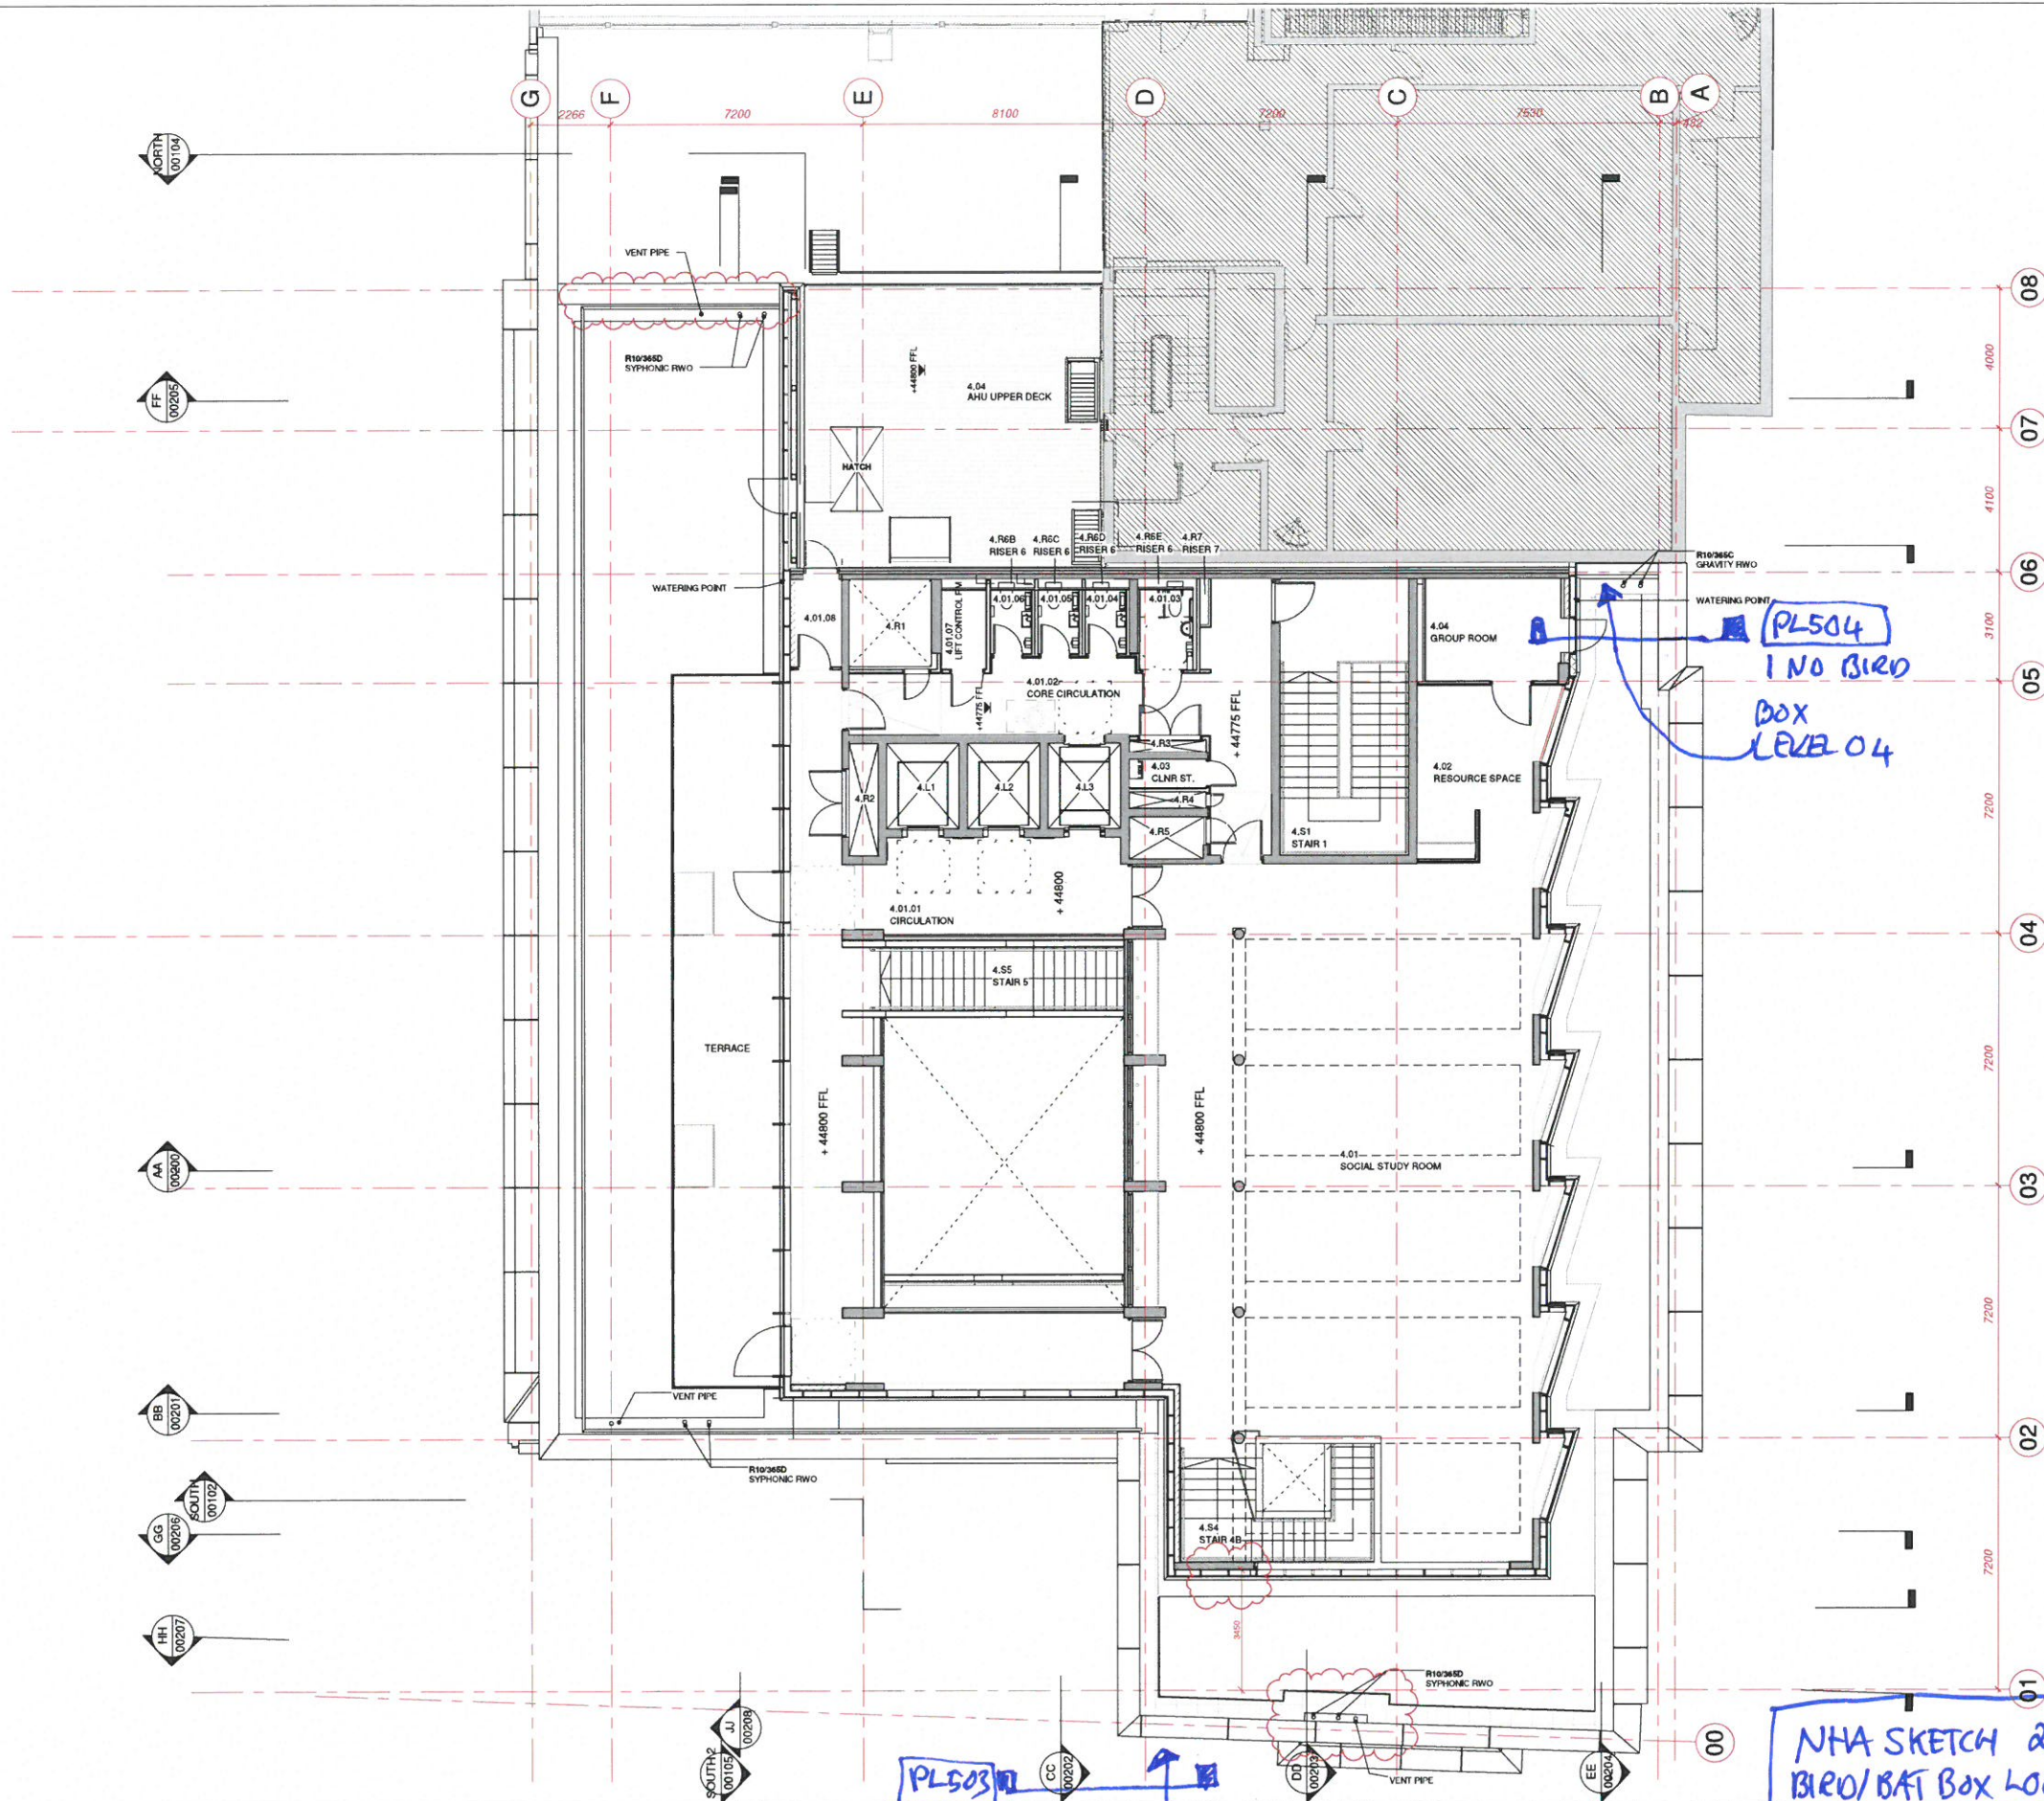 G
F
E
D
C
B
A
2266
7200
8100
7200
7530
482
NORTH
00104
VENT PIPE
08
R10/365D
SYPHONIC RWO
+44800 FFL
4.04
AHU UPPER DECK
4000
FF
00205
07
HATCH
4100
4.R6B
RISER 6
4.R6C
RISER 6
4.R6D
RISER 6
4.R6E
RISER 6
4.R7
RISER 7
R10/365C
GRAVITY RWO
06
WATERING POINT
WATERING POINT
4.01.08
4.R1
4.01.07
LIFT CONTROL RM
4.01.06
4.01.05
4.01.04
4.01.03
4.04
GROUP ROOM
3100
PL504
1 NO BIRD
BOX
LEVEL 04
4.01.02
CORE CIRCULATION
+44775 FFL
+ 44775 FFL
05
4.R3
4.03
CLNR ST.
4.R4
4.R5
4.R2
4.L1
4.L2
4.L3
4.S1
STAIR 1
4.02
RESOURCE SPACE
7200
4.01.01
CIRCULATION
+ 44800
04
4.S5
STAIR 5
TERRACE
+ 44800 FFL
+ 44800 FFL
7200
4.01
SOCIAL STUDY ROOM
AA
00200
03
7200
BB
00201
VENT PIPE
02
R10/365D
SYPHONIC RWO
SOUTH
00102
GG
00206
4.S4
STAIR 4B
7200
HH
00207
3450
R10/365D
SYPHONIC RWO
01
JJ
00208
SOUTH2
00105
CC
00202
DD
00203
EE
00204
VENT PIPE
00
PL503
NHA SKETCH
BIRD/BAT BOX